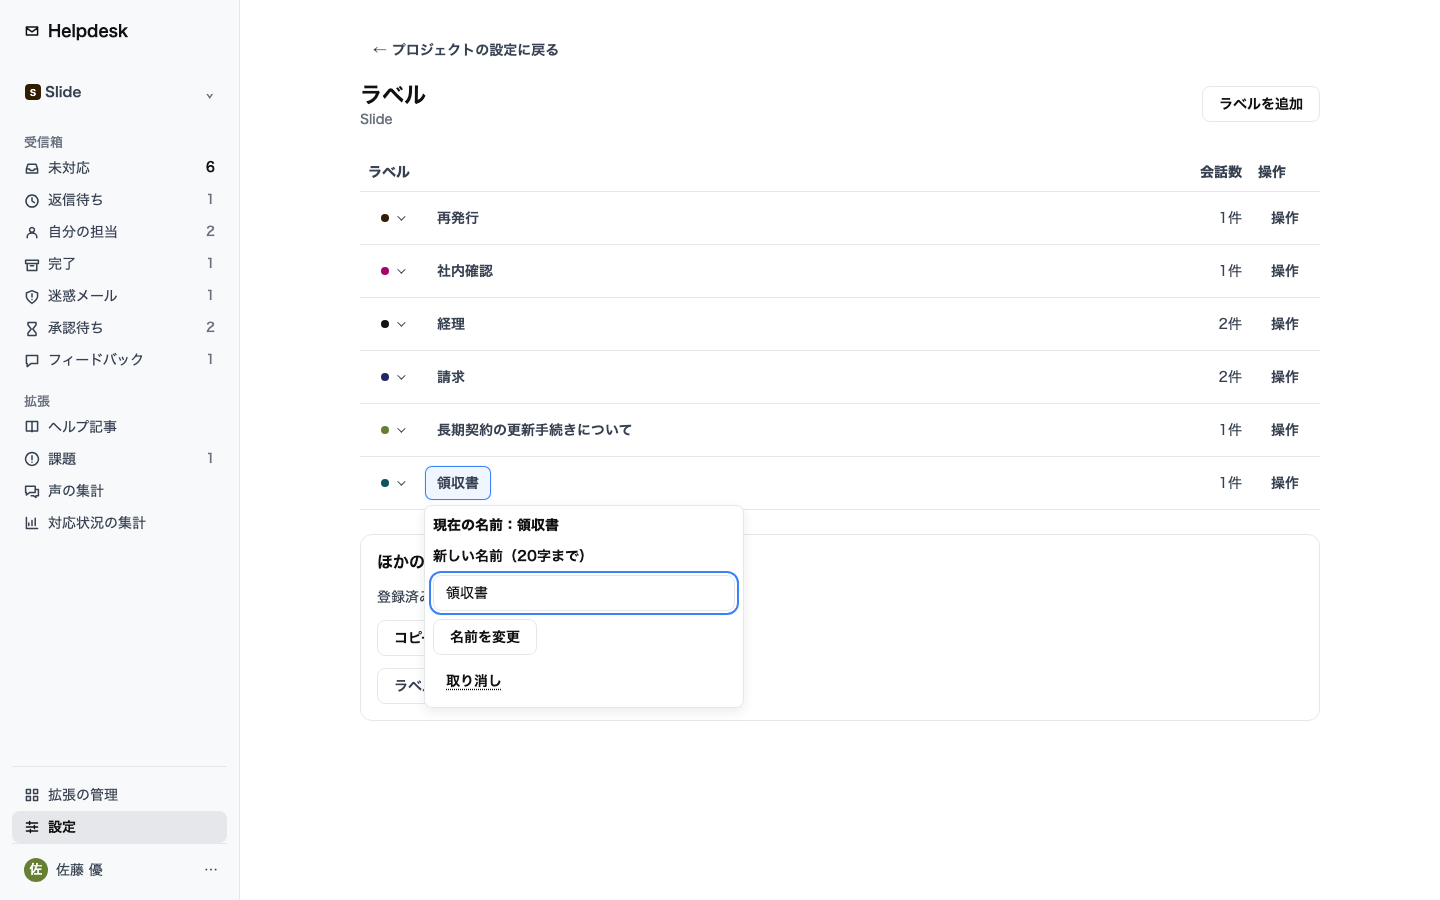 Helpdesk
S Slide
受信箱
未対応 6
返信待ち 1
自分の担当 2
完了 1
迷惑メール 1
承認待ち 2
フィードバック 1
拡張
ヘルプ記事
課題 1
声の集計
対応状況の集計
拡張の管理
設定
佐 佐藤 優 …
← プロジェクトの設定に戻る
ラベル
Slide
ラベルを追加
ラベル 会話数 操作
再発行 1件 操作
社内確認 1件 操作
経理 2件 操作
請求 2件 操作
長期契約の更新手続きについて 1件 操作
領収書 1件 操作
現在の名前：領収書
新しい名前（20字まで）
領収書
名前を変更
取り消し
ほかの
登録済
コピ
ラベ